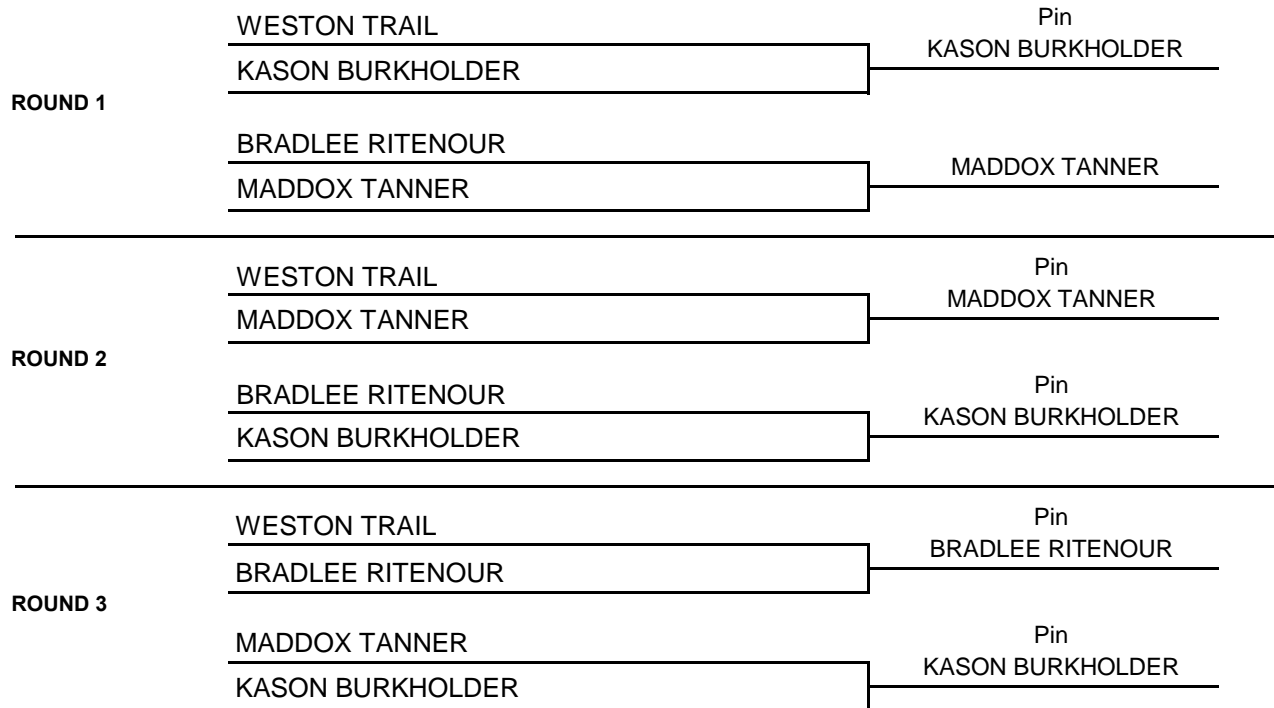 WESTON TRAIL
Pin
KASON BURKHOLDER
KASON BURKHOLDER
ROUND 1
BRADLEE RITENOUR
MADDOX TANNER
MADDOX TANNER
WESTON TRAIL
Pin
MADDOX TANNER
MADDOX TANNER
ROUND 2
BRADLEE RITENOUR
Pin
KASON BURKHOLDER
KASON BURKHOLDER
WESTON TRAIL
Pin
BRADLEE RITENOUR
BRADLEE RITENOUR
ROUND 3
MADDOX TANNER
Pin
KASON BURKHOLDER
KASON BURKHOLDER